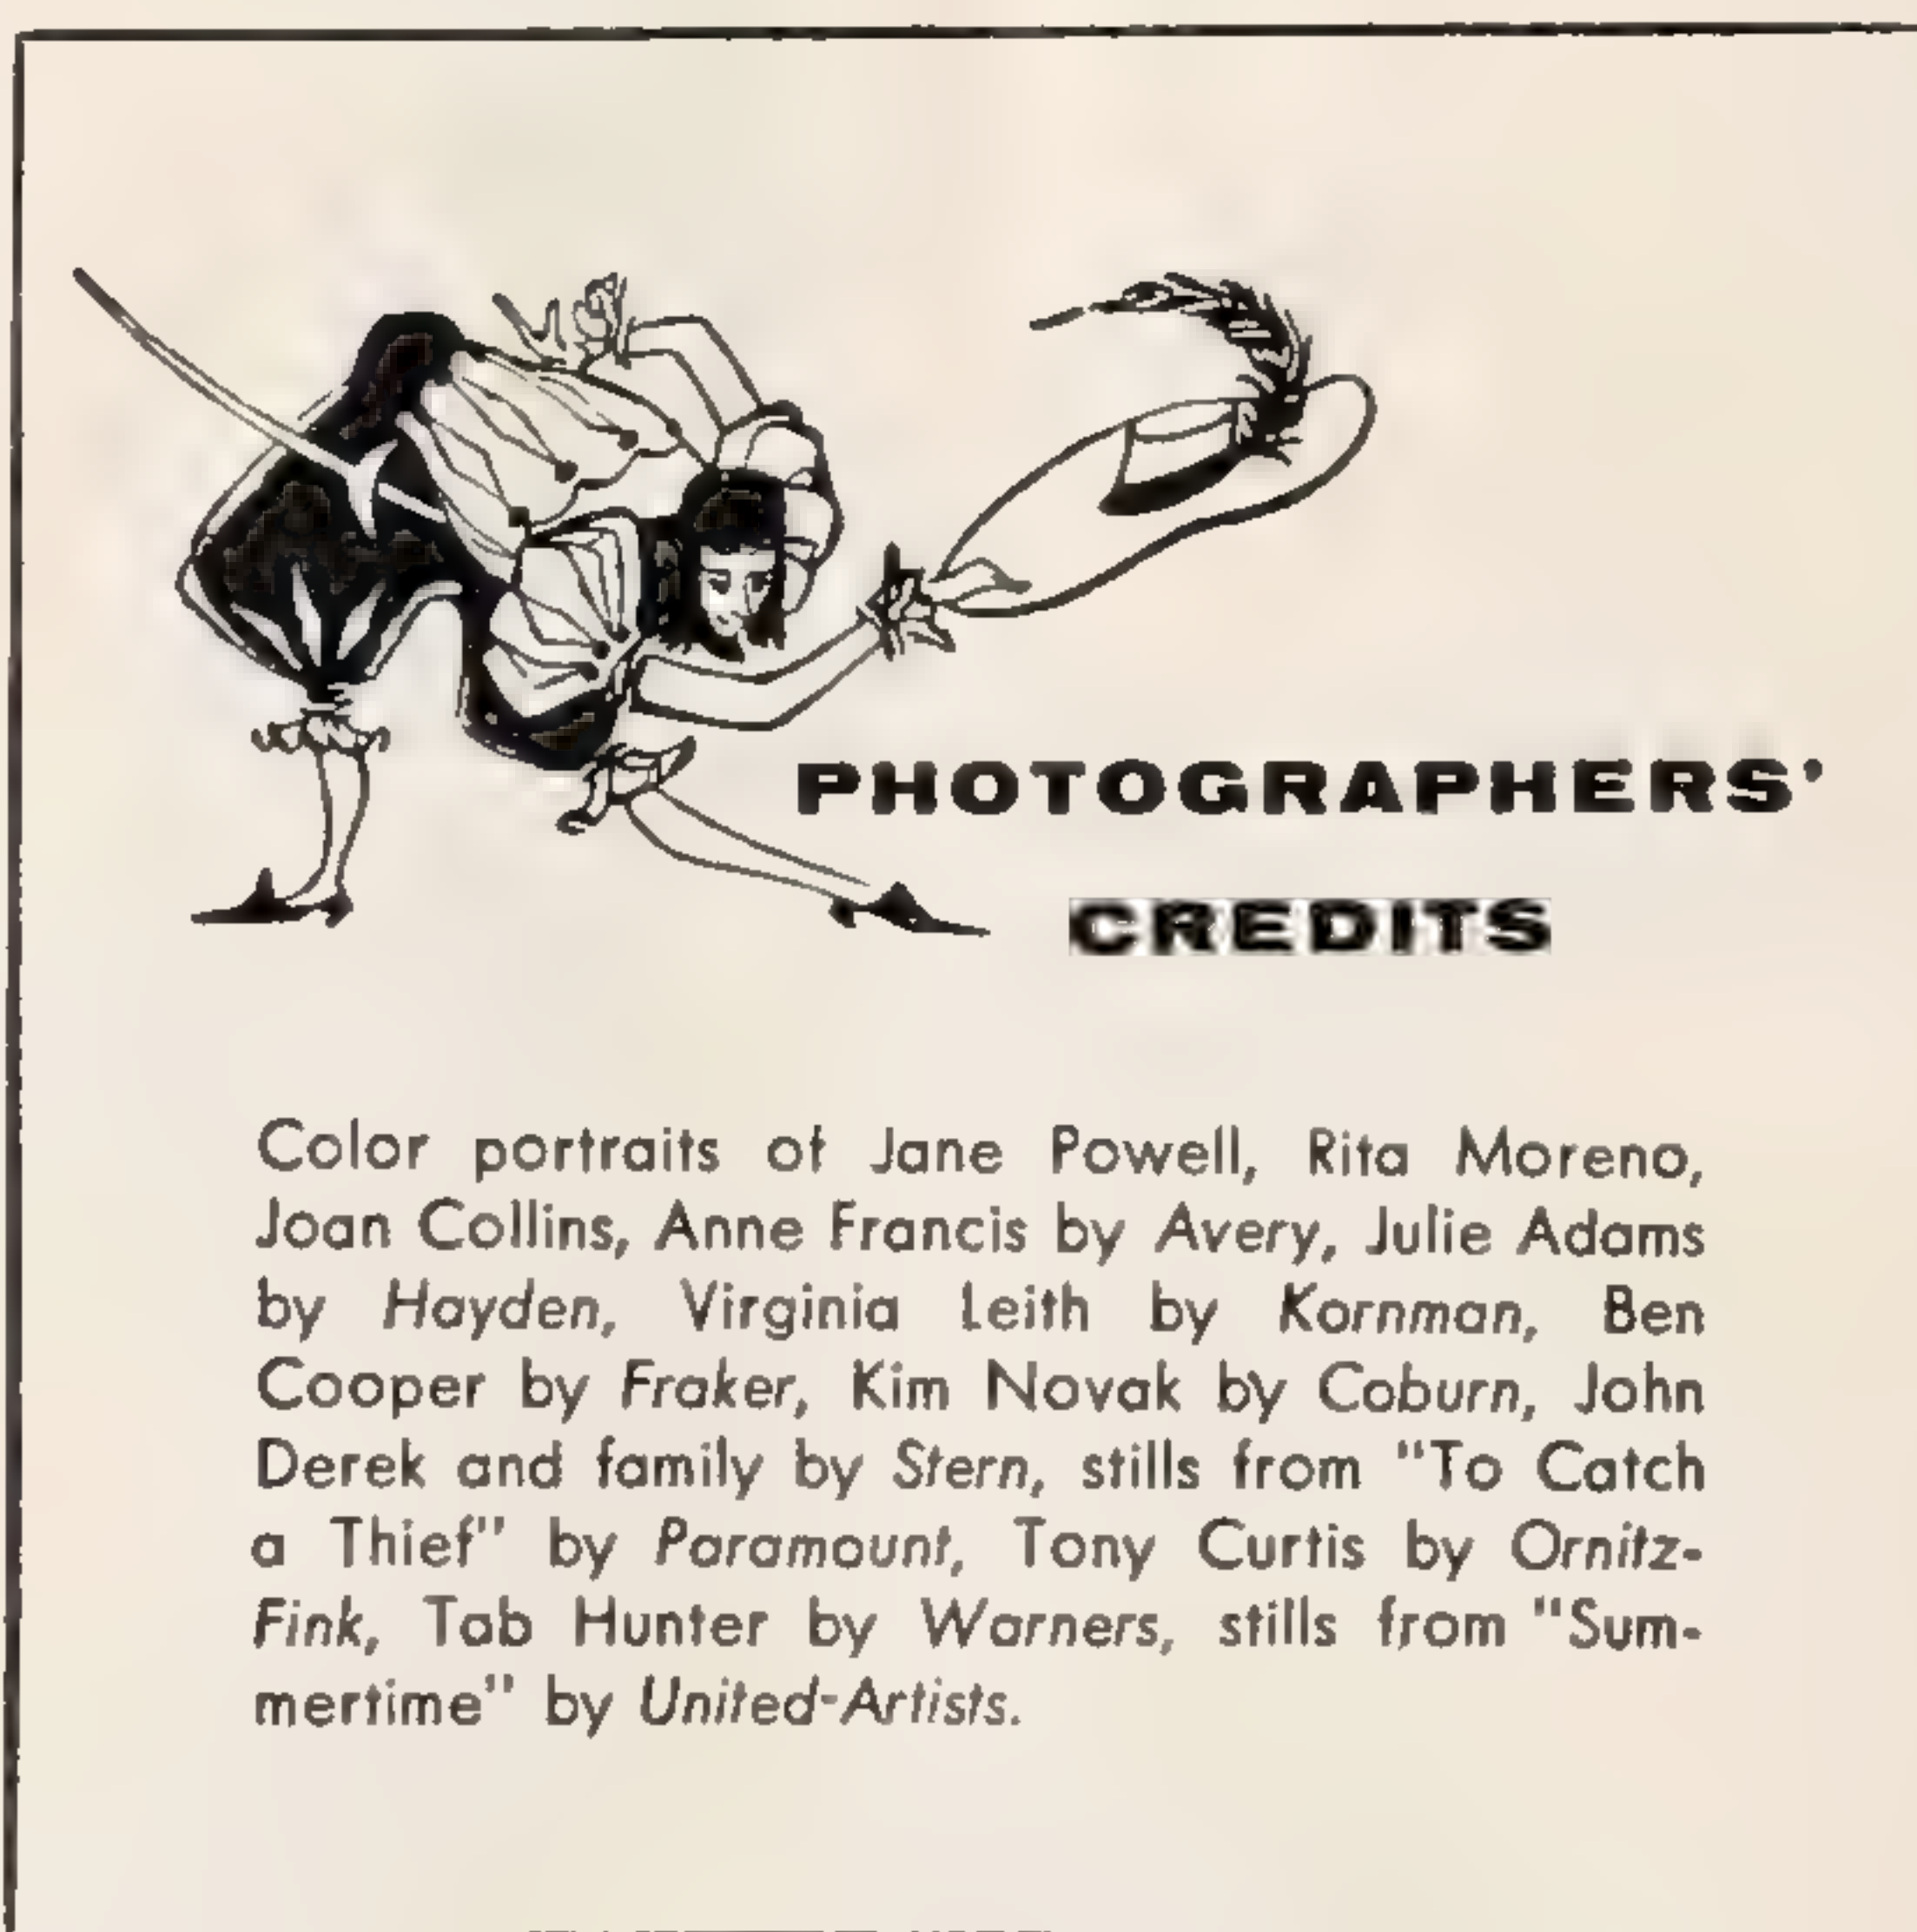 PHOTOGRAPHERS'
CREDITS
Color portraits of Jane Powell, Rita Moreno,
Joan Collins, Anne Francis by Avery, Julie Adams
by Hayden, Virginia Leith by Kornman, Ben
Cooper by Fraker, Kim Novak by Coburn, John
Derek and family by Stern, stills from "To Catch
a Thief" by Paramount, Tony Curtis by Ornitz-
Fink, Tab Hunter by Warners, stills from "Sum-
mertime" by United-Artists.